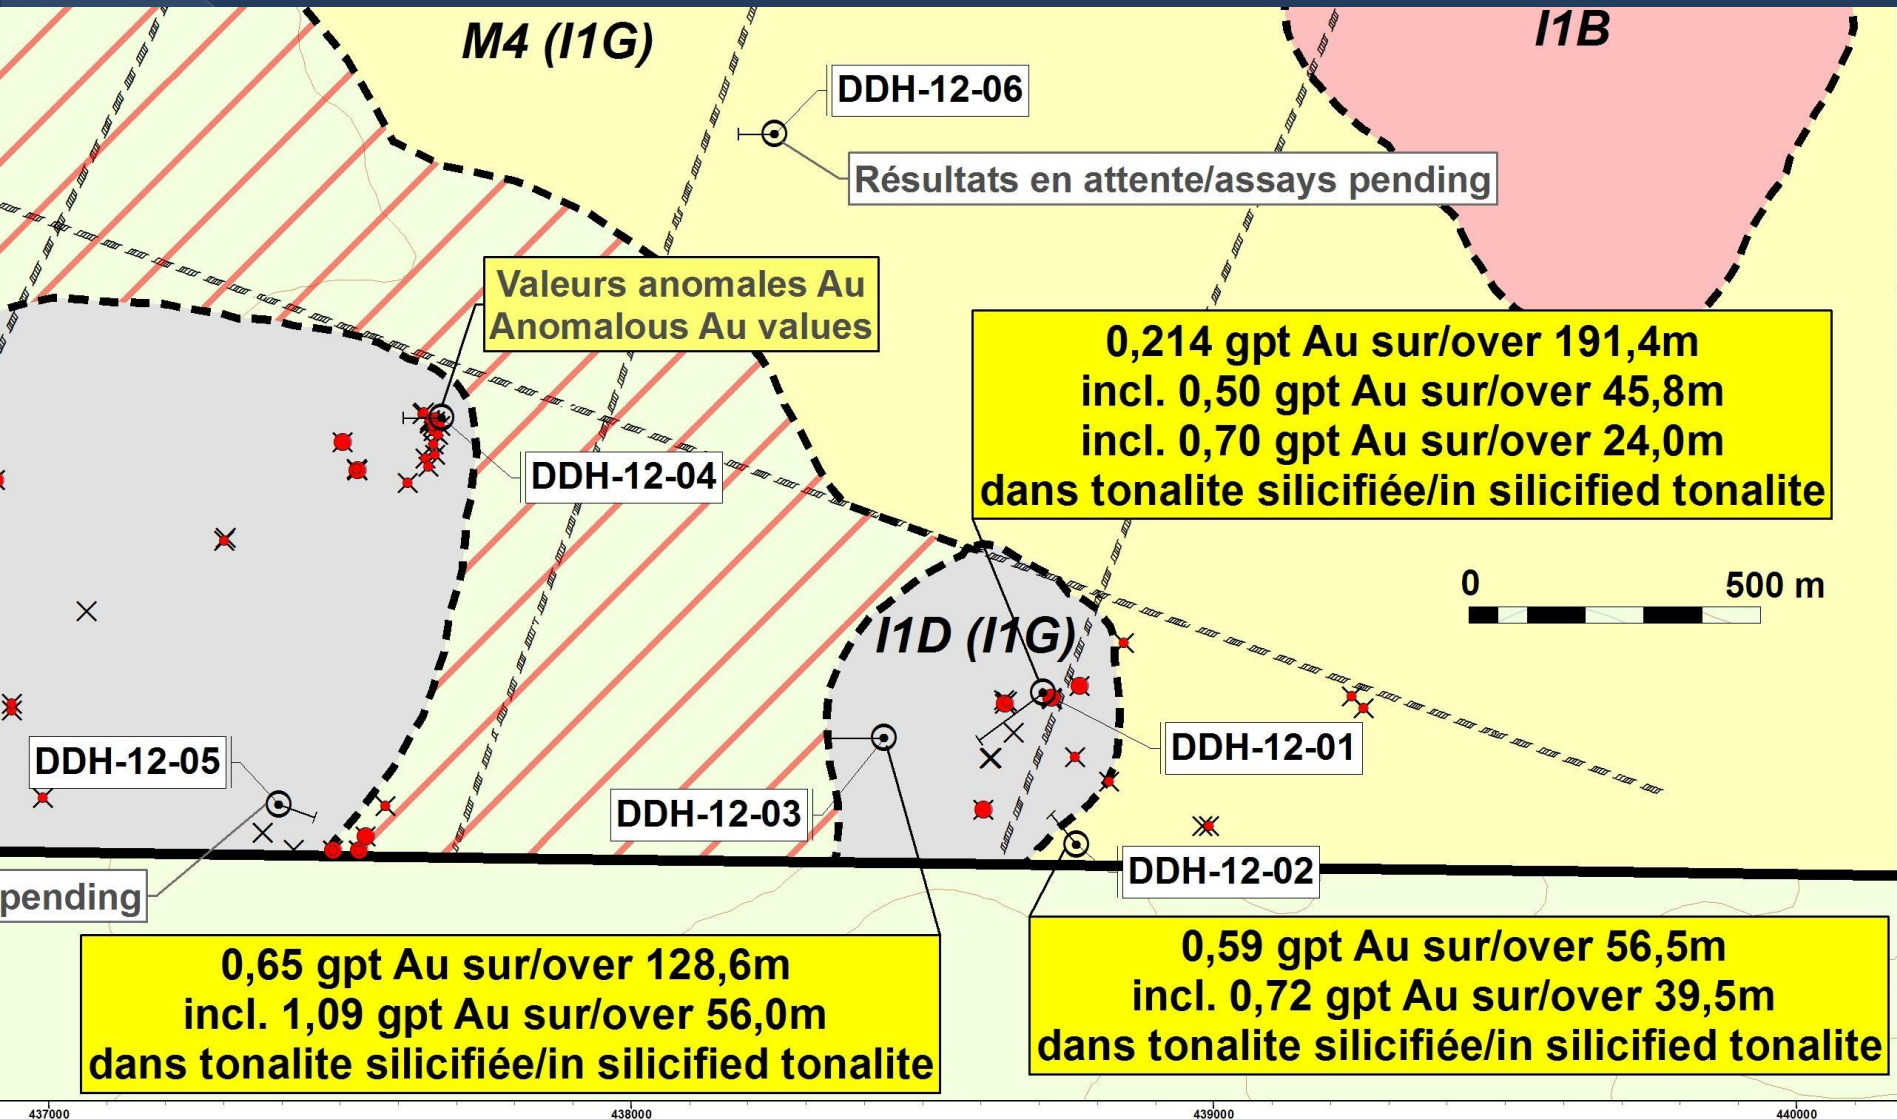 M4 (I1G)
I1B
DDH-12-06
Résultats en attente/assays pending
Valeurs anomales Au
Anomalous Au values
0,214 gpt Au sur/over 191,4m
incl. 0,50 gpt Au sur/over 45,8m
incl. 0,70 gpt Au sur/over 24,0m
dans tonalite silicifiée/in silicified tonalite
DDH-12-04
0 500 m
I1D (I1G)
DDH-12-05
DDH-12-01
DDH-12-03
DDH-12-02
pending
0,65 gpt Au sur/over 128,6m
incl. 1,09 gpt Au sur/over 56,0m
dans tonalite silicifiée/in silicified tonalite
0,59 gpt Au sur/over 56,5m
incl. 0,72 gpt Au sur/over 39,5m
dans tonalite silicifiée/in silicified tonalite
437000 438000 439000 440000